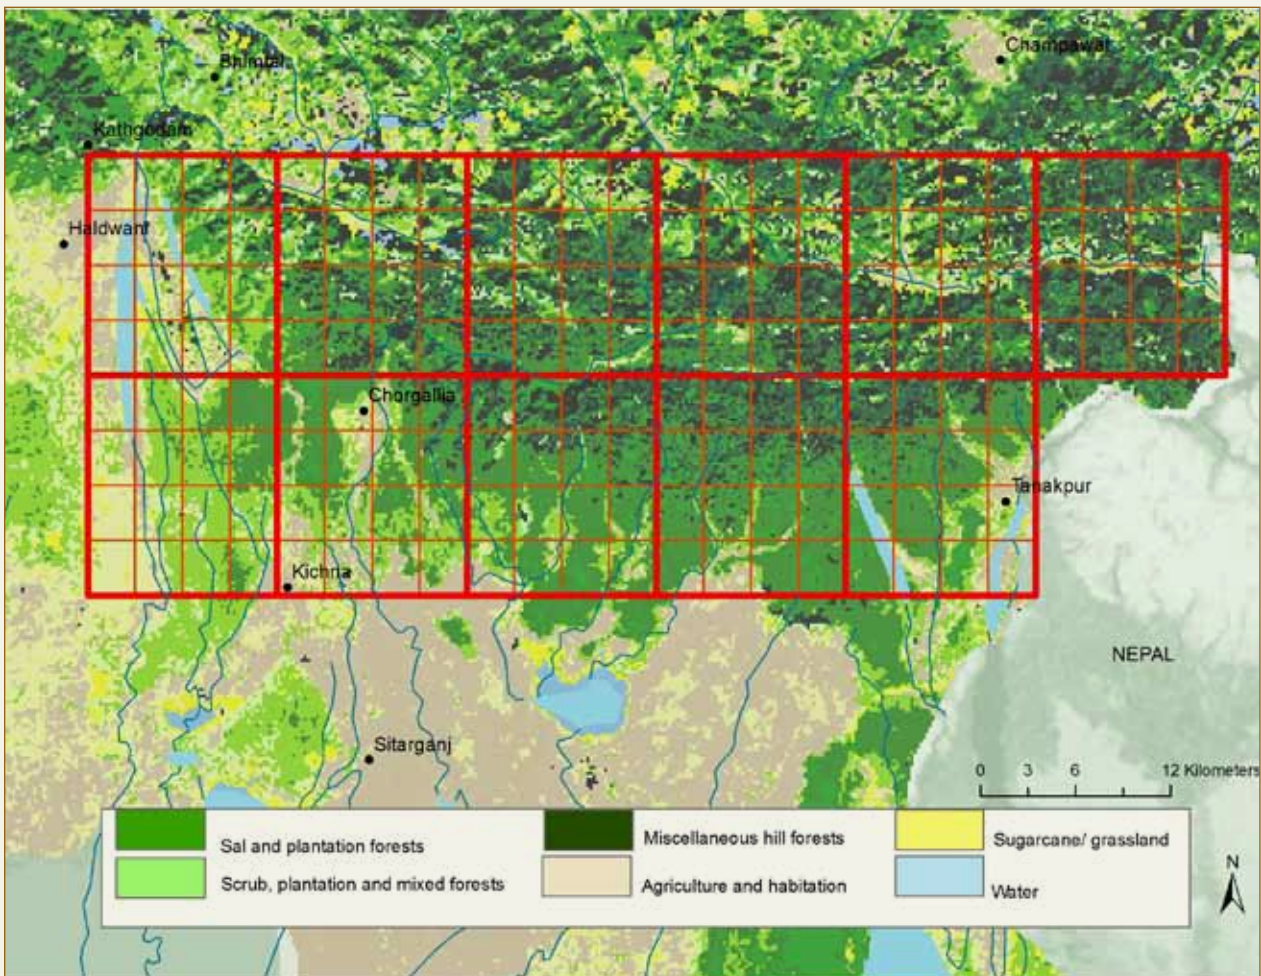 Bhimtal
Champawat
Kathgodam
Haldwani
Chorgallia
Tanakpur
Kichha
NEPAL
Sitarganj
0 3 6 12 Kilometers
Sal and plantation forests
Miscellaneous hill forests
Sugarcane/ grassland
Scrub, plantation and mixed forests
Agriculture and habitation
Water
N